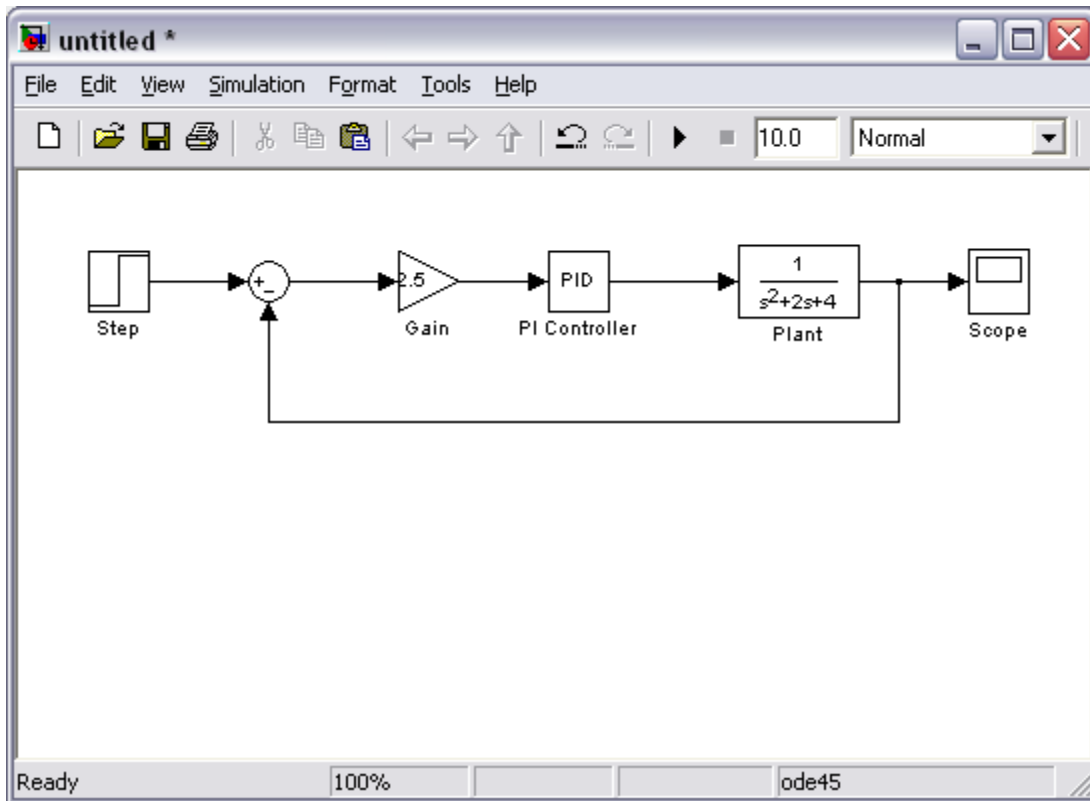 untitled *
File Edit View Simulation Format Tools Help
10.0 Normal
+
-
2.5
PID
1
s²+2s+4
Step
Gain
PI Controller
Plant
Scope
Ready 100% ode45